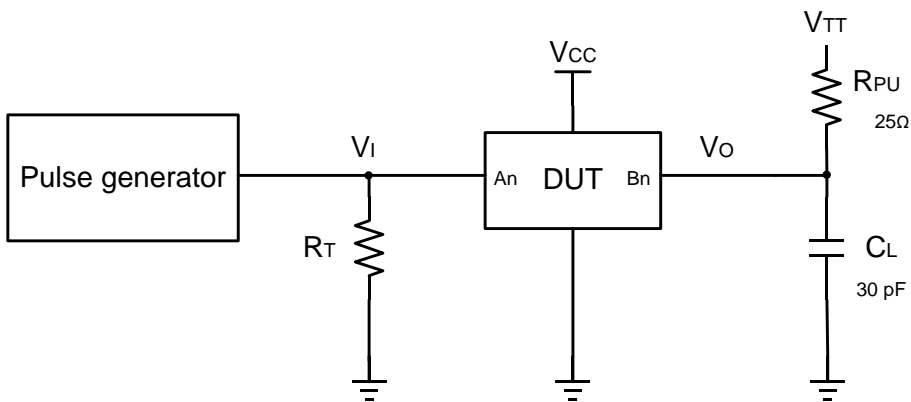 VTT
VCC
RPU
25Ω
VI
VO
Pulse generator
An
DUT
Bn
RT
CL
30 pF